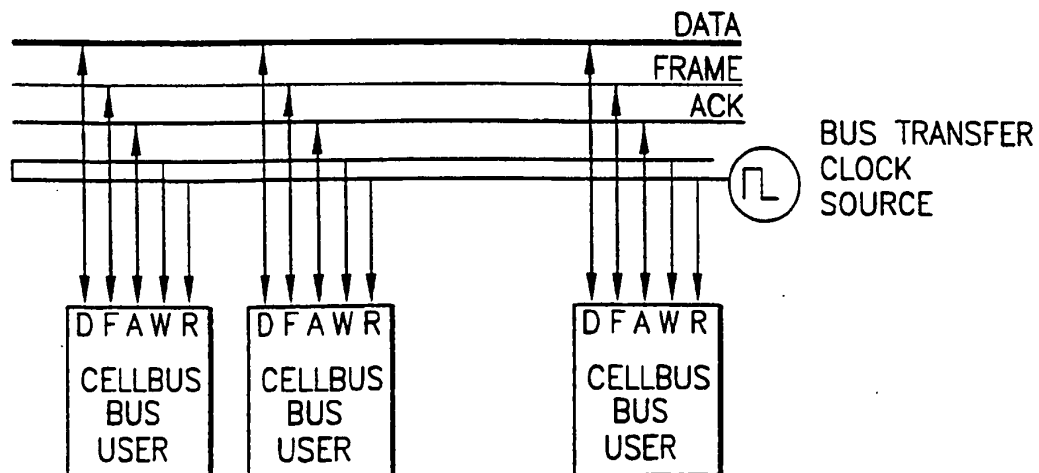 DATA
FRAME
ACK
BUS TRANSFER
CLOCK
SOURCE
D F A W R
CELLBUS
BUS
USER
D F A W R
CELLBUS
BUS
USER
D F A W R
CELLBUS
BUS
USER